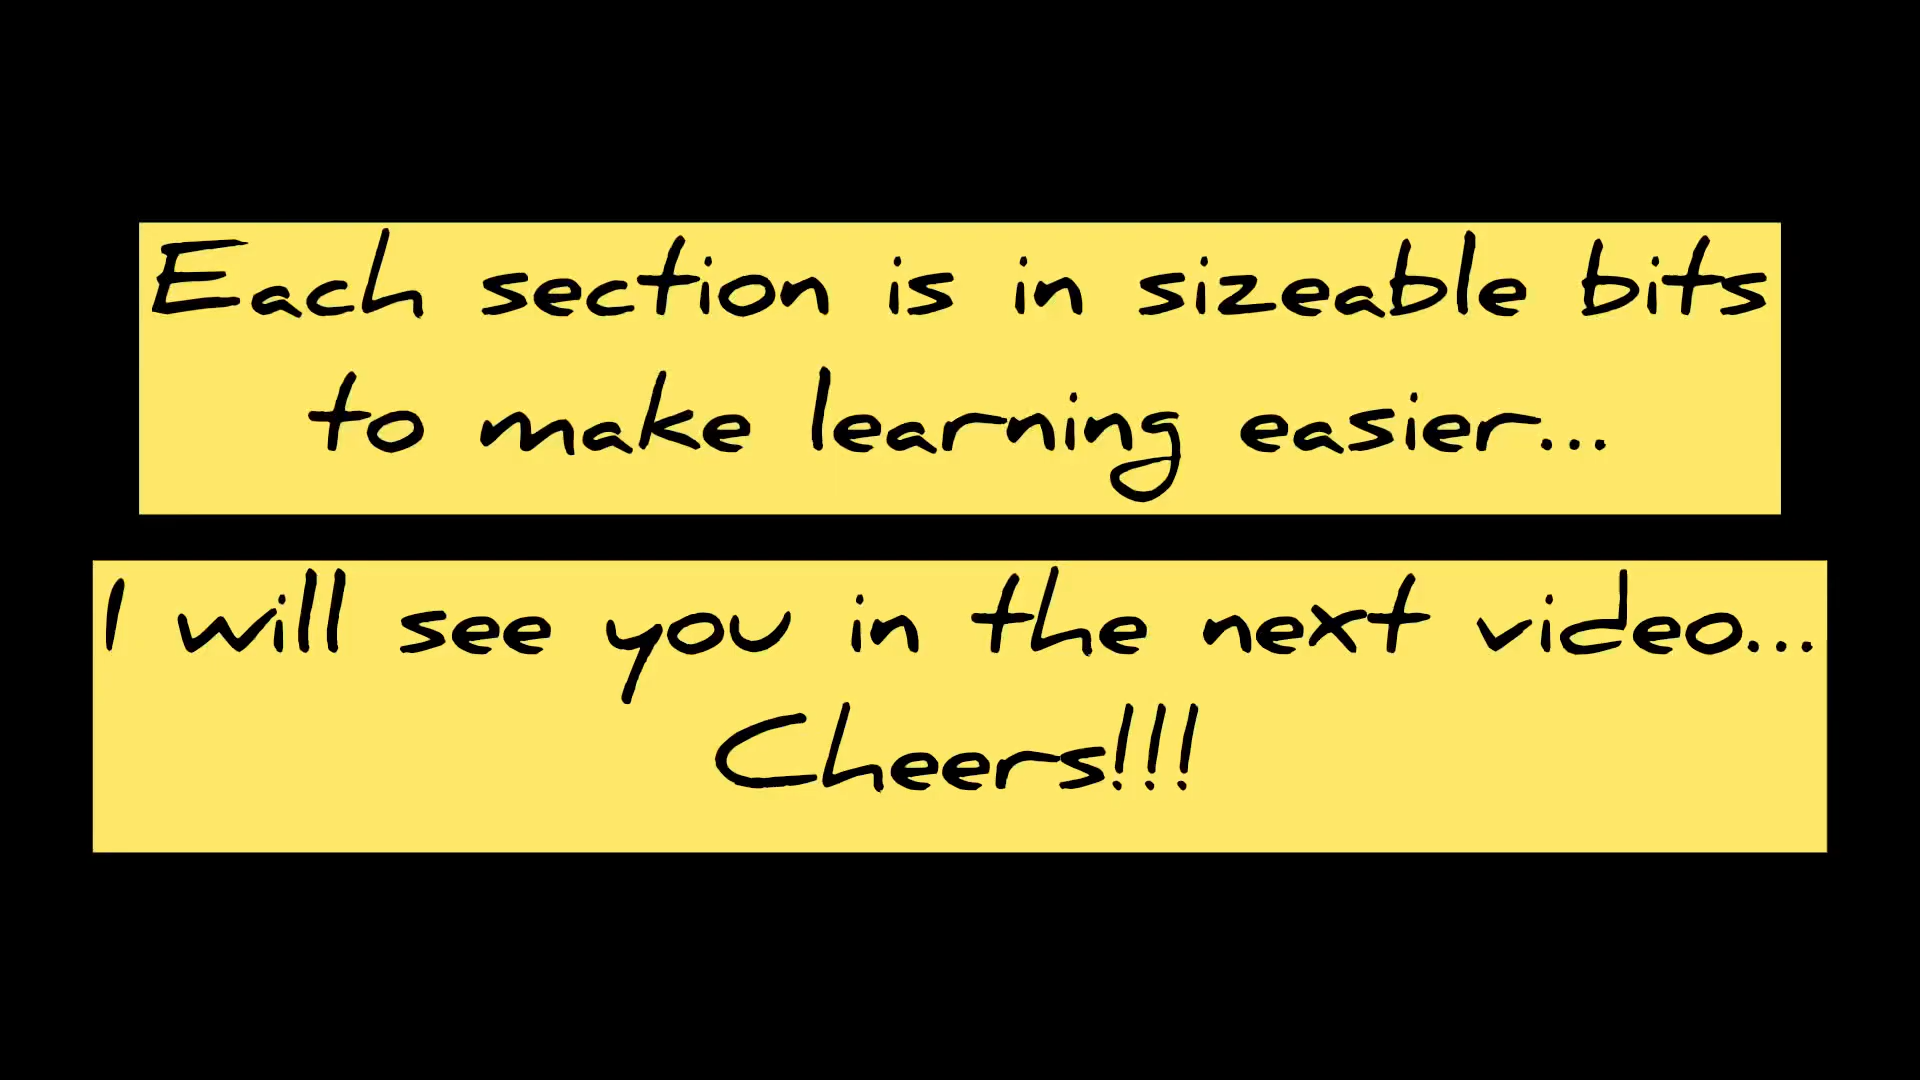 Each section is in sizeable bits
to make learning easier...
I will see you in the next video...
Cheers!!!